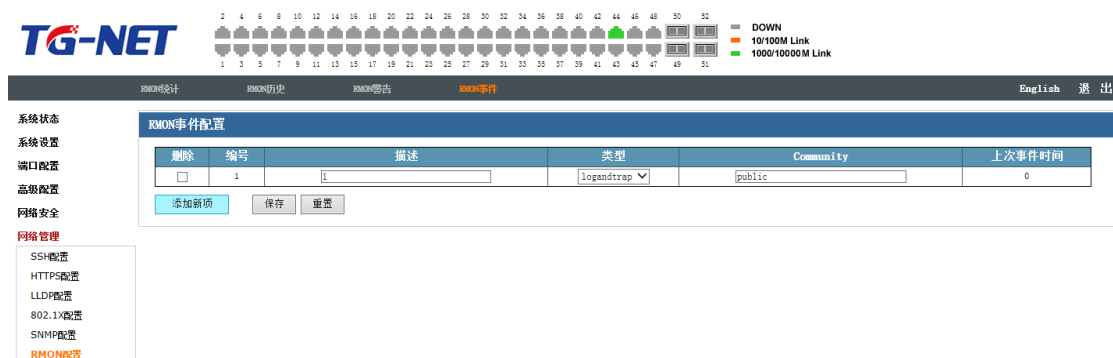 TG-NET
2 4 6 8 10 12 14 16 18 20 22 24 26 28 30 32 34 36 38 40 42 44 46 48 50 52
1 3 5 7 9 11 13 15 17 19 21 23 25 27 29 31 33 35 37 39 41 43 45 47 49 51
DOWN
10/100M Link
1000/10000M Link
RMON统计 RMON历史 RMON警告 RMON事件 English 退 出
系统状态
系统设置
端口配置
高级配置
网络安全
网络管理
SSH配置
HTTPS配置
LLDP配置
802.1X配置
SNMP配置
RMON配置
RMON事件配置
删除 编号 描述 类型 Community 上次事件时间
1 1 logandtrap public 0
添加新项 保存 重置